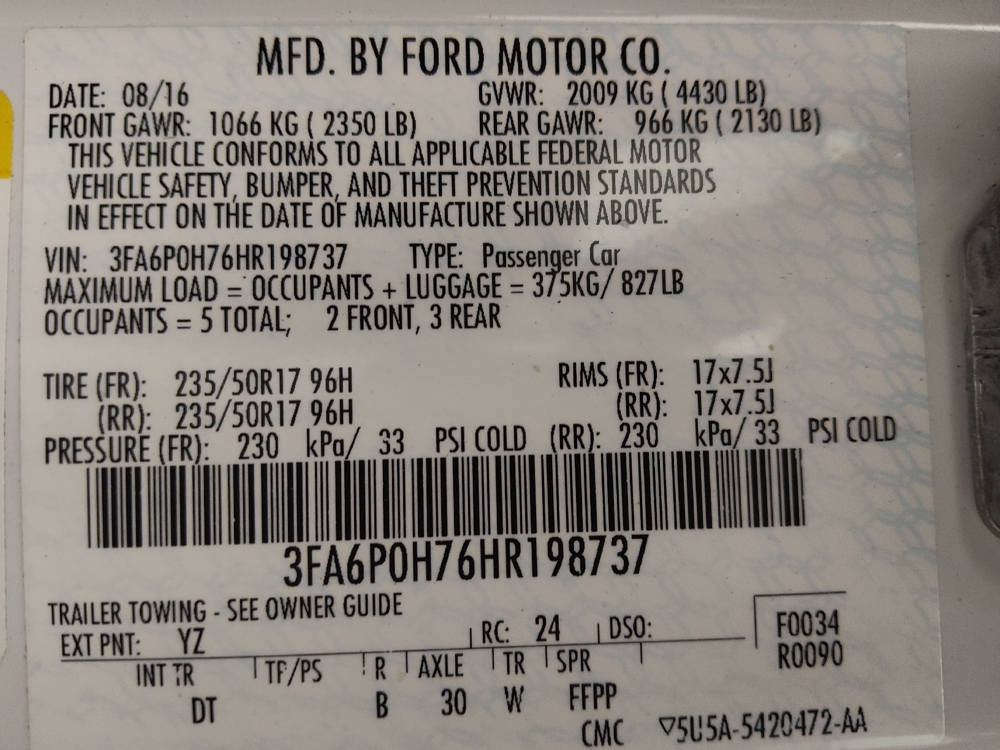 MFD. BY FORD MOTOR CO.
DATE: 08/16 GVWR: 2009 KG ( 4430 LB)
FRONT GAWR: 1066 KG ( 2350 LB) REAR GAWR: 966 KG ( 2130 LB)
THIS VEHICLE CONFORMS TO ALL APPLICABLE FEDERAL MOTOR
VEHICLE SAFETY, BUMPER, AND THEFT PREVENTION STANDARDS
IN EFFECT ON THE DATE OF MANUFACTURE SHOWN ABOVE.
VIN: 3FA6P0H76HR198737 TYPE: Passenger Car
MAXIMUM LOAD = OCCUPANTS + LUGGAGE = 375KG/ 827LB
OCCUPANTS = 5 TOTAL; 2 FRONT, 3 REAR
TIRE (FR): 235/50R17 96H RIMS (FR): 17x7.5J
(RR): 235/50R17 96H (RR): 17x7.5J
PRESSURE (FR): 230 kPa/ 33 PSI COLD (RR): 230 kPa/ 33 PSI COLD
3FA6P0H76HR198737
TRAILER TOWING - SEE OWNER GUIDE
EXT PNT: YZ RC: 24 DSO: F0034
R0090
INT TR TP/PS R AXLE TR SPR
DT B 30 W FFPP
CMC ▽5U5A-5420472-AA